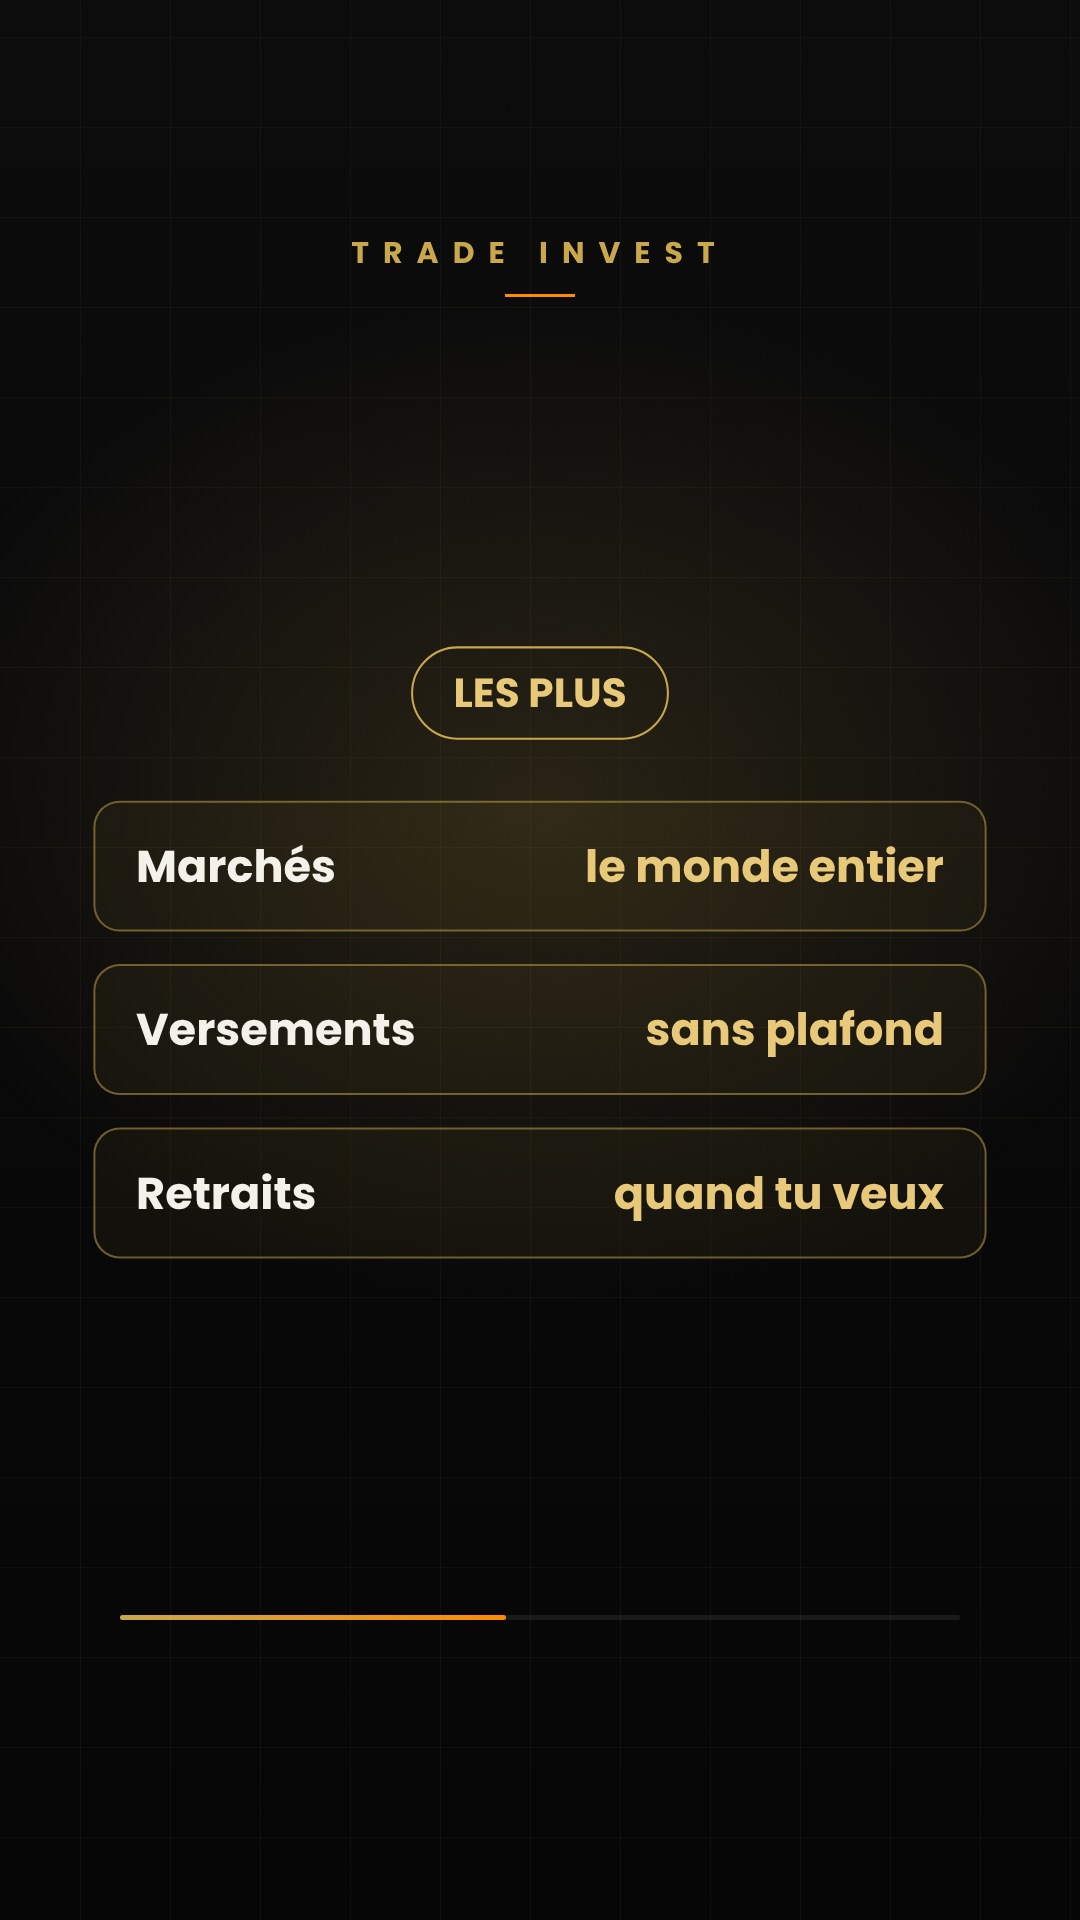 TRADE INVEST
LES PLUS
Marchés le monde entier
Versements sans plafond
Retraits quand tu veux